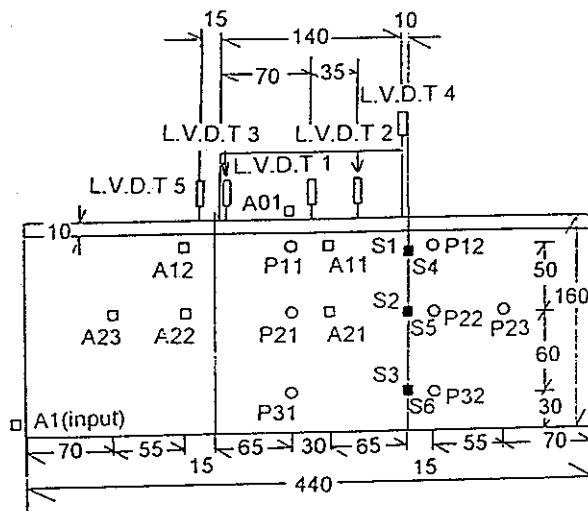 15 10
140
70 35
L.V.D.T 4
L.V.D.T 3 L.V.D.T 2
L.V.D.T 1
L.V.D.T 5
A01
10
A12 P11 A11 S1 S4 P12
50
160
A23 A22 P21 A21 S2 S5 P22 P23
60
S3
P31 S6 P32
30
A1(input)
70 55 65 30 65 55 70
15 15
440